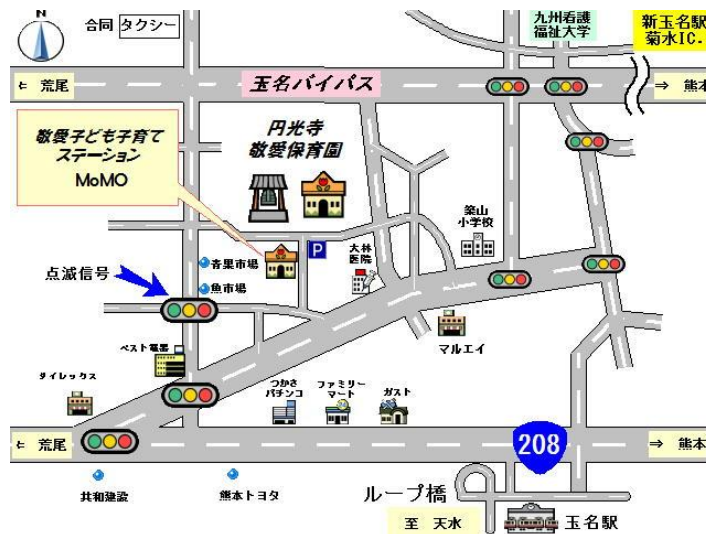 N
合同 タクシー
九州看護
福祉大学
新玉名駅
菊水IC.
⇐ 荒尾
玉名バイパス
⇒ 熊本
敬愛子ども子育て
ステーション
MoMO
円光寺
敬愛保育園
築山
小学校
P
大林
医院
青果市場
魚市場
点滅信号
マルエイ
ベスト電器
ダイレックス
つかさ
パチンコ
ファミリー
マート
ガスト
⇐ 荒尾
208
⇒ 熊本
共和建設
熊本トヨタ
ループ橋
至 天水
玉名駅